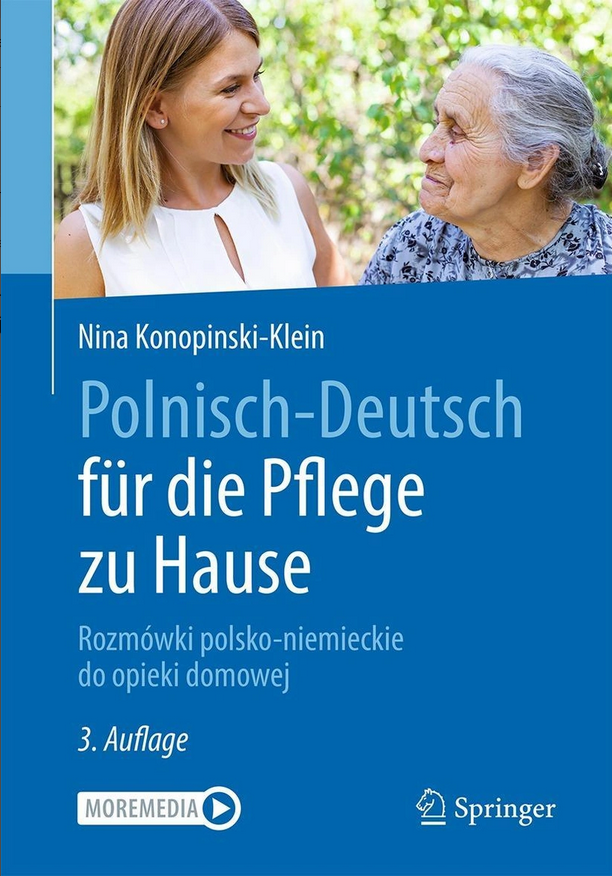 Nina Konopinski-Klein
Polnisch-Deutsch
für die Pflege
zu Hause
Rozmówki polsko-niemieckie
do opieki domowej
3. Auflage
MOREMEDIA
Springer